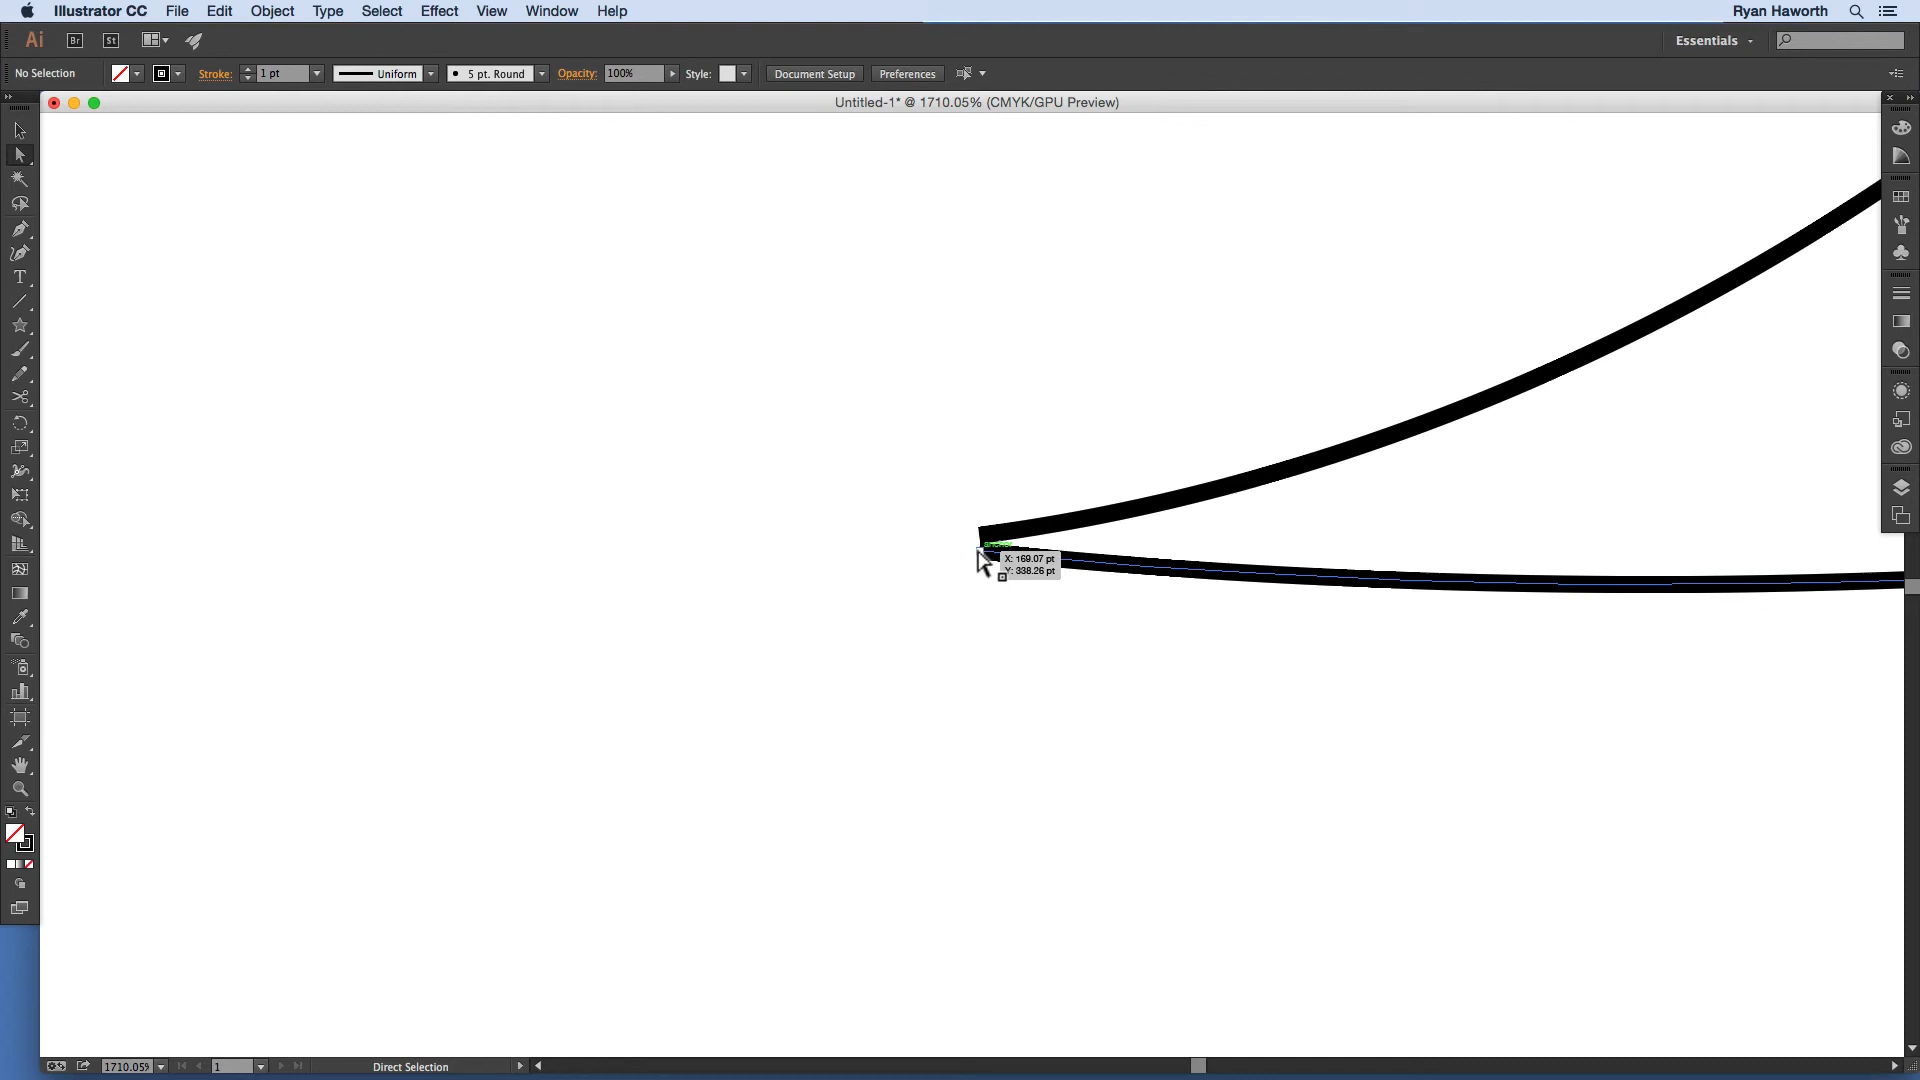 Illustrator CC File Edit Object Type Select Effect View Window Help Ryan Haworth
Ai Br St Essentials
No Selection Stroke: 1 pt Uniform 5 pt. Round Opacity: 100% Style: Document Setup Preferences
Untitled-1* @ 1710.05% (CMYK/GPU Preview)
T
X: 169.07 pt
Y: 338.26 pt
1710.05% 1 Direct Selection